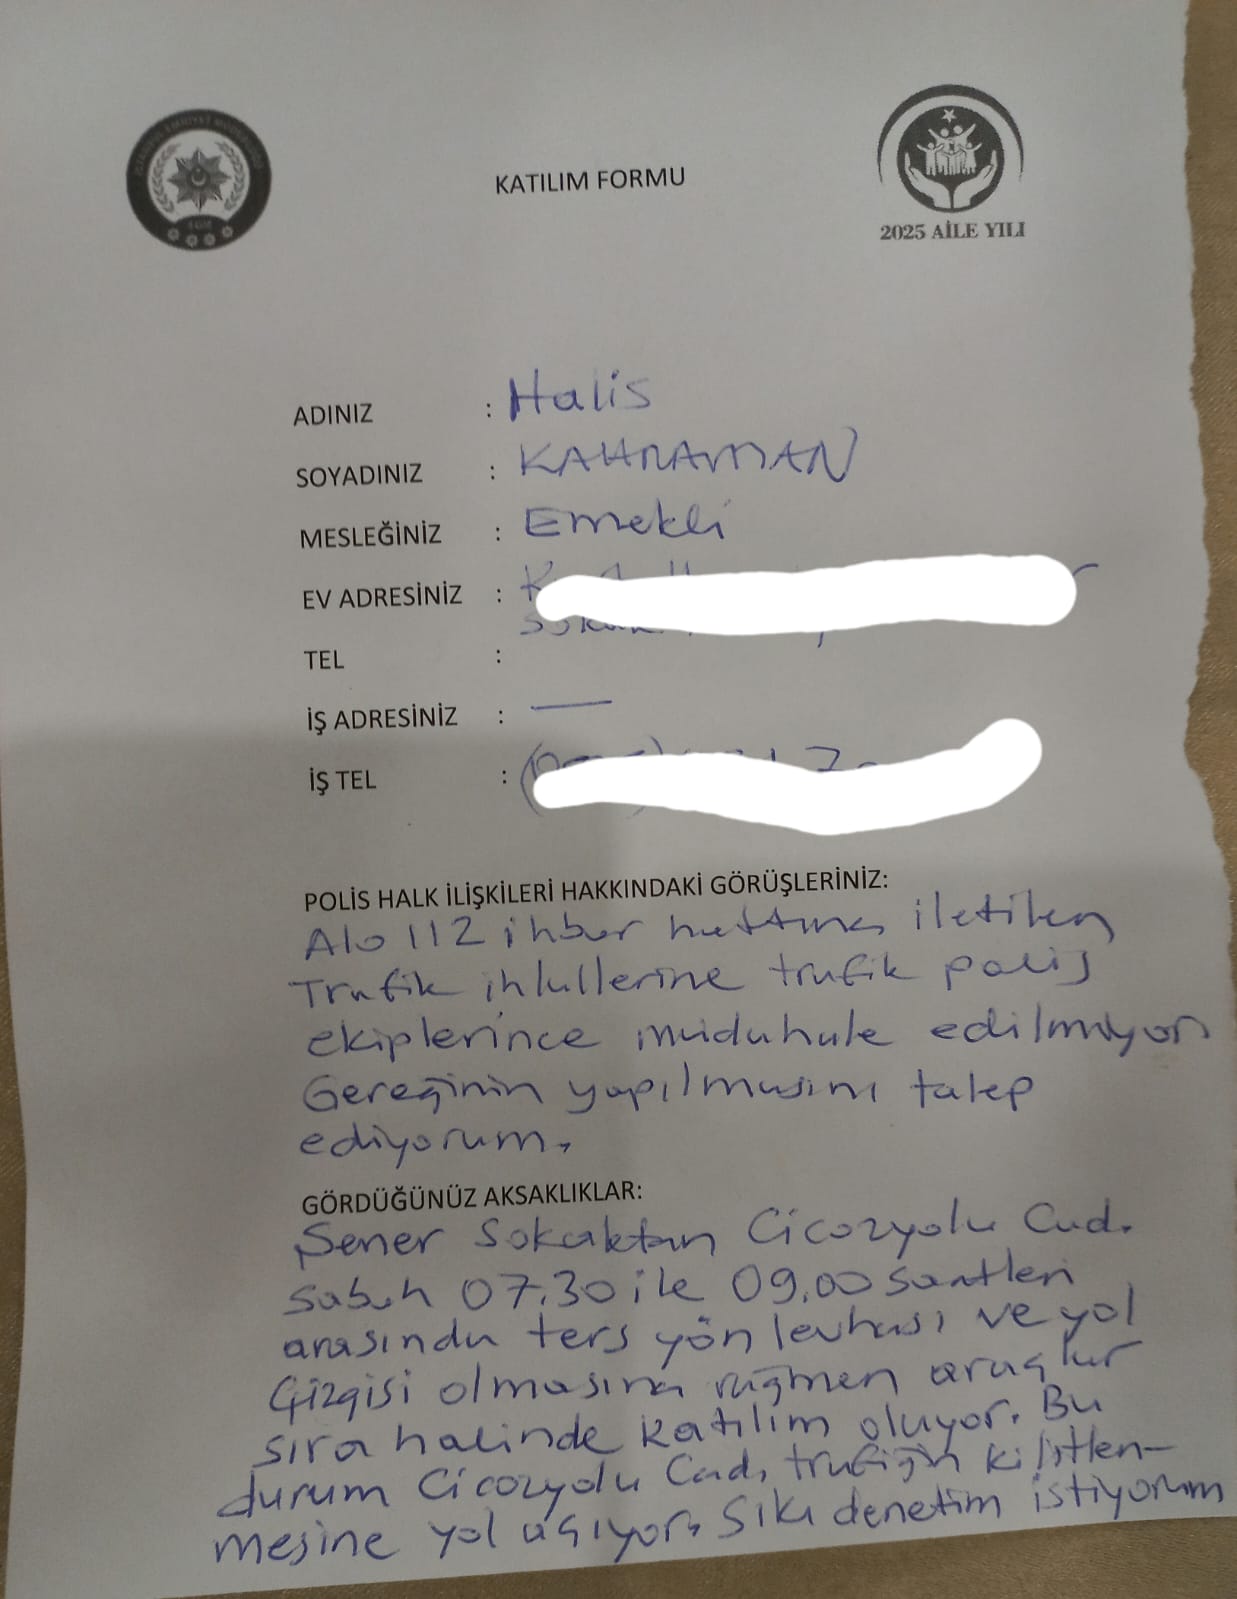 KATILIM FORMU
2025 AİLE YILI
ADINIZ : Halis
SOYADINIZ : KAHRAMAN
MESLEĞİNİZ : Emekli
EV ADRESİNİZ :
TEL :
İŞ ADRESİNİZ : —
İŞ TEL :
POLİS HALK İLİŞKİLERİ HAKKINDAKİ GÖRÜŞLERİNİZ:
Alo 112 ihbar hattına iletilen
Trafik ihlallerine trafik polis
ekiplerince müdahale edilmiyor
Gereğinin yapılmasını talep
ediyorum.
GÖRDÜĞÜNÜZ AKSAKLIKLAR:
Şener Sokaktan Cicozyolu Cad.
Sabah 07.30 ile 09.00 saatleri
arasında ters yön levhası ve yol
Çizgisi olmasına rağmen araçlar
sıra halinde katılım oluyor. Bu
durum Cicozyolu Cad. trafiğin kilitlen-
mesine yol açıyor. Sıkı denetim istiyorum